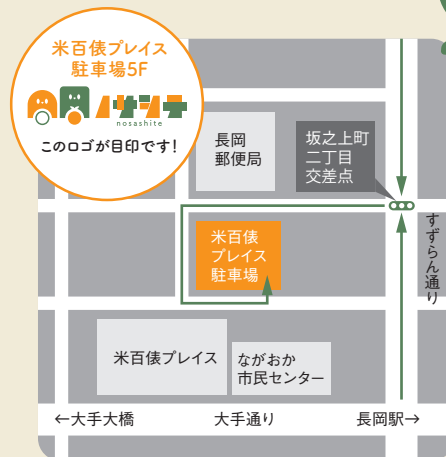 米百俵プレイス
駐車場5F
ノサシテ
nosashite
このロゴが目印です!
長岡
郵便局
坂之上町
二丁目
交差点
すずらん通り
米百俵
プレイス
駐車場
米百俵プレイス
ながおか
市民センター
←大手大橋
大手通り
長岡駅→